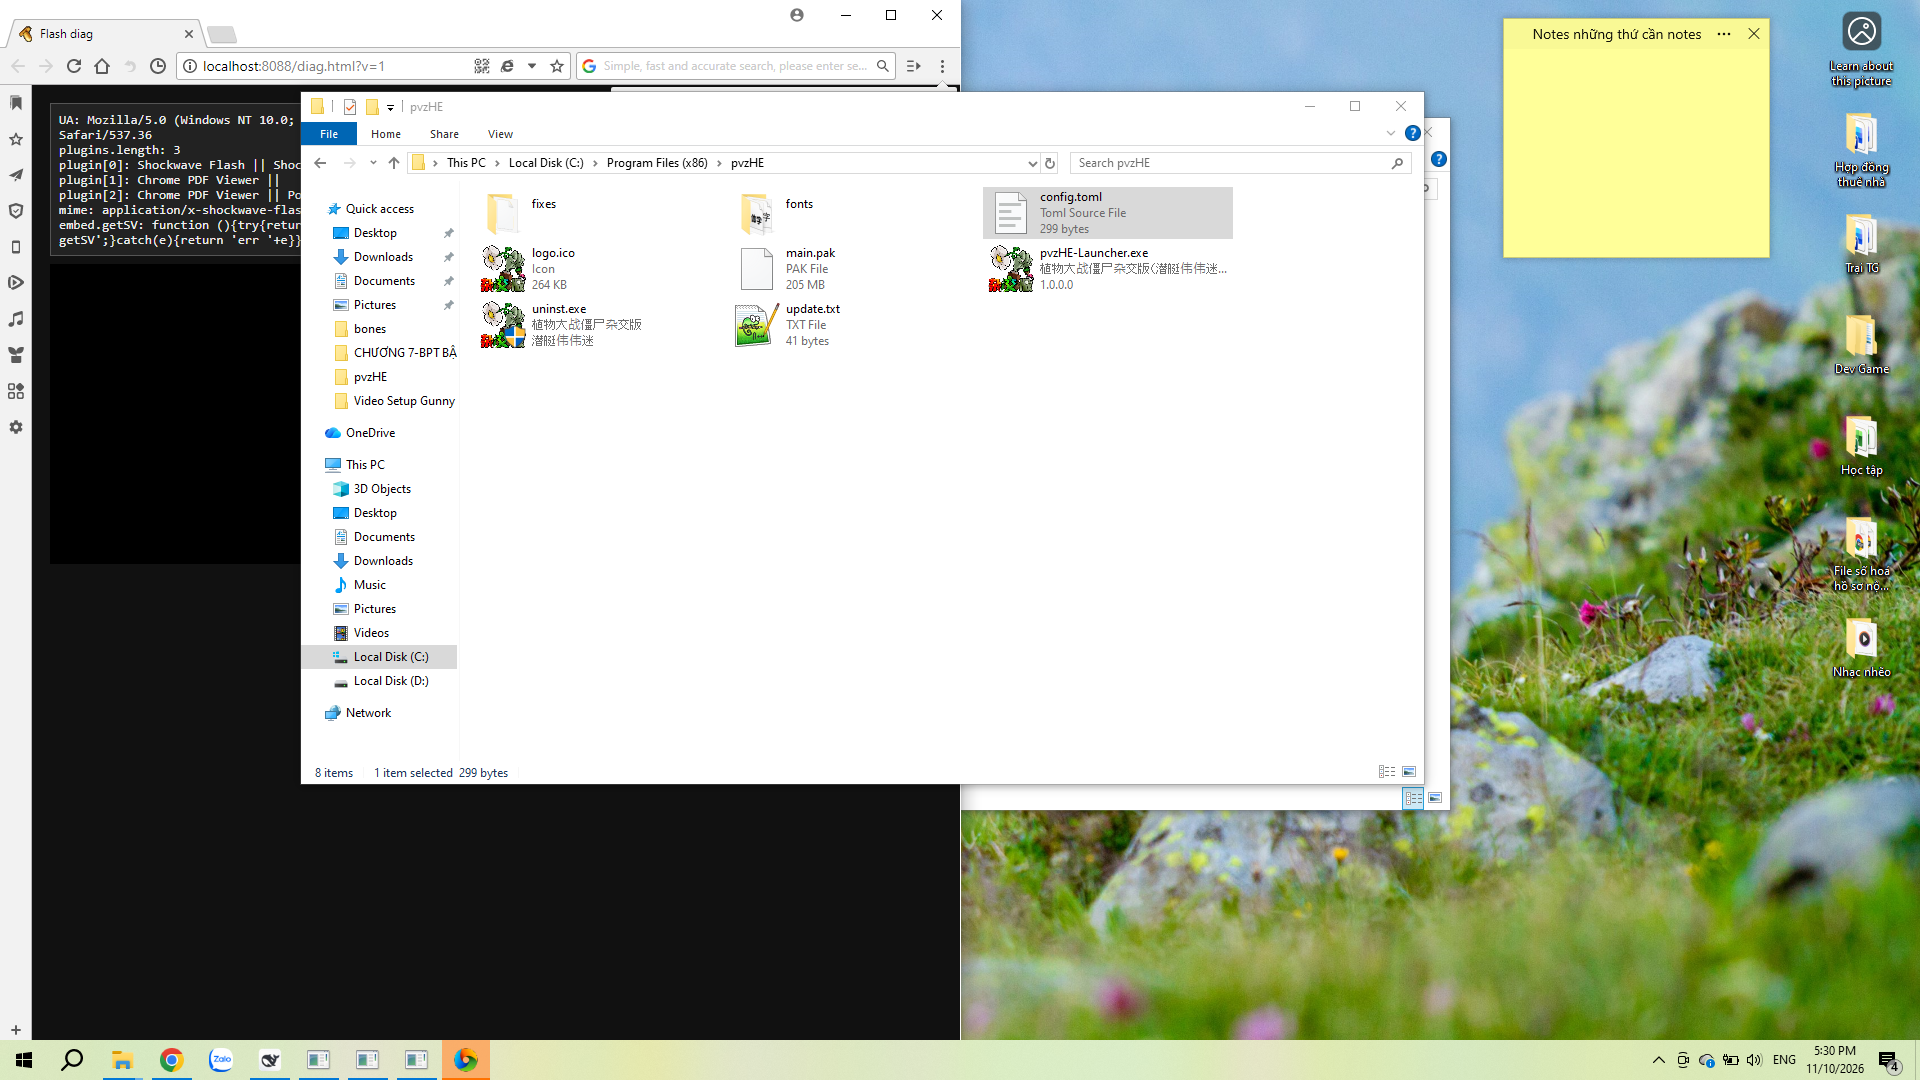 Flash diag
localhost:8088/diag.html?v=1
Simple, fast and accurate search, please enter se...
UA: Mozilla/5.0 (Windows NT 10.0;
Safari/537.36
plugins.length: 3
plugin[0]: Shockwave Flash || Shoc
plugin[1]: Chrome PDF Viewer ||
plugin[2]: Chrome PDF Viewer || Po
mime: application/x-shockwave-flas
embed.getSV: function (){try{retur
getSV';}catch(e){return 'err '+e}}
pvzHE
File
Home
Share
View
This PC
Local Disk (C:)
Program Files (x86)
pvzHE
Search pvzHE
Quick access
Desktop
Downloads
Documents
Pictures
bones
CHƯƠNG 7-BPT BẬ
pvzHE
Video Setup Gunny
OneDrive
This PC
3D Objects
Desktop
Documents
Downloads
Music
Pictures
Videos
Local Disk (C:)
Local Disk (D:)
Network
fixes
fonts
config.toml
Toml Source File
299 bytes
logo.ico
Icon
264 KB
main.pak
PAK File
205 MB
pvzHE-Launcher.exe
植物大战僵尸杂交版(潜艇伟伟迷...
1.0.0.0
uninst.exe
植物大战僵尸杂交版
潜艇伟伟迷
update.txt
TXT File
41 bytes
8 items
1 item selected
299 bytes
Notes những thứ cần notes
Learn about
this picture
Hợp đồng
thuê nhà
Trai TG
Dev Game
Học tập
File số hoá
hồ sơ nộ...
Nhạc nhẽo
Zalo
ENG
5:30 PM
11/10/2026
4